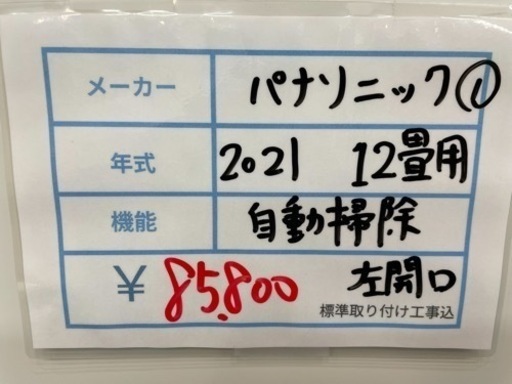 メーカー パナソニック①
年式 2021 12畳用
機能 自動掃除
¥ 85,800 左開口
標準取り付け工事込